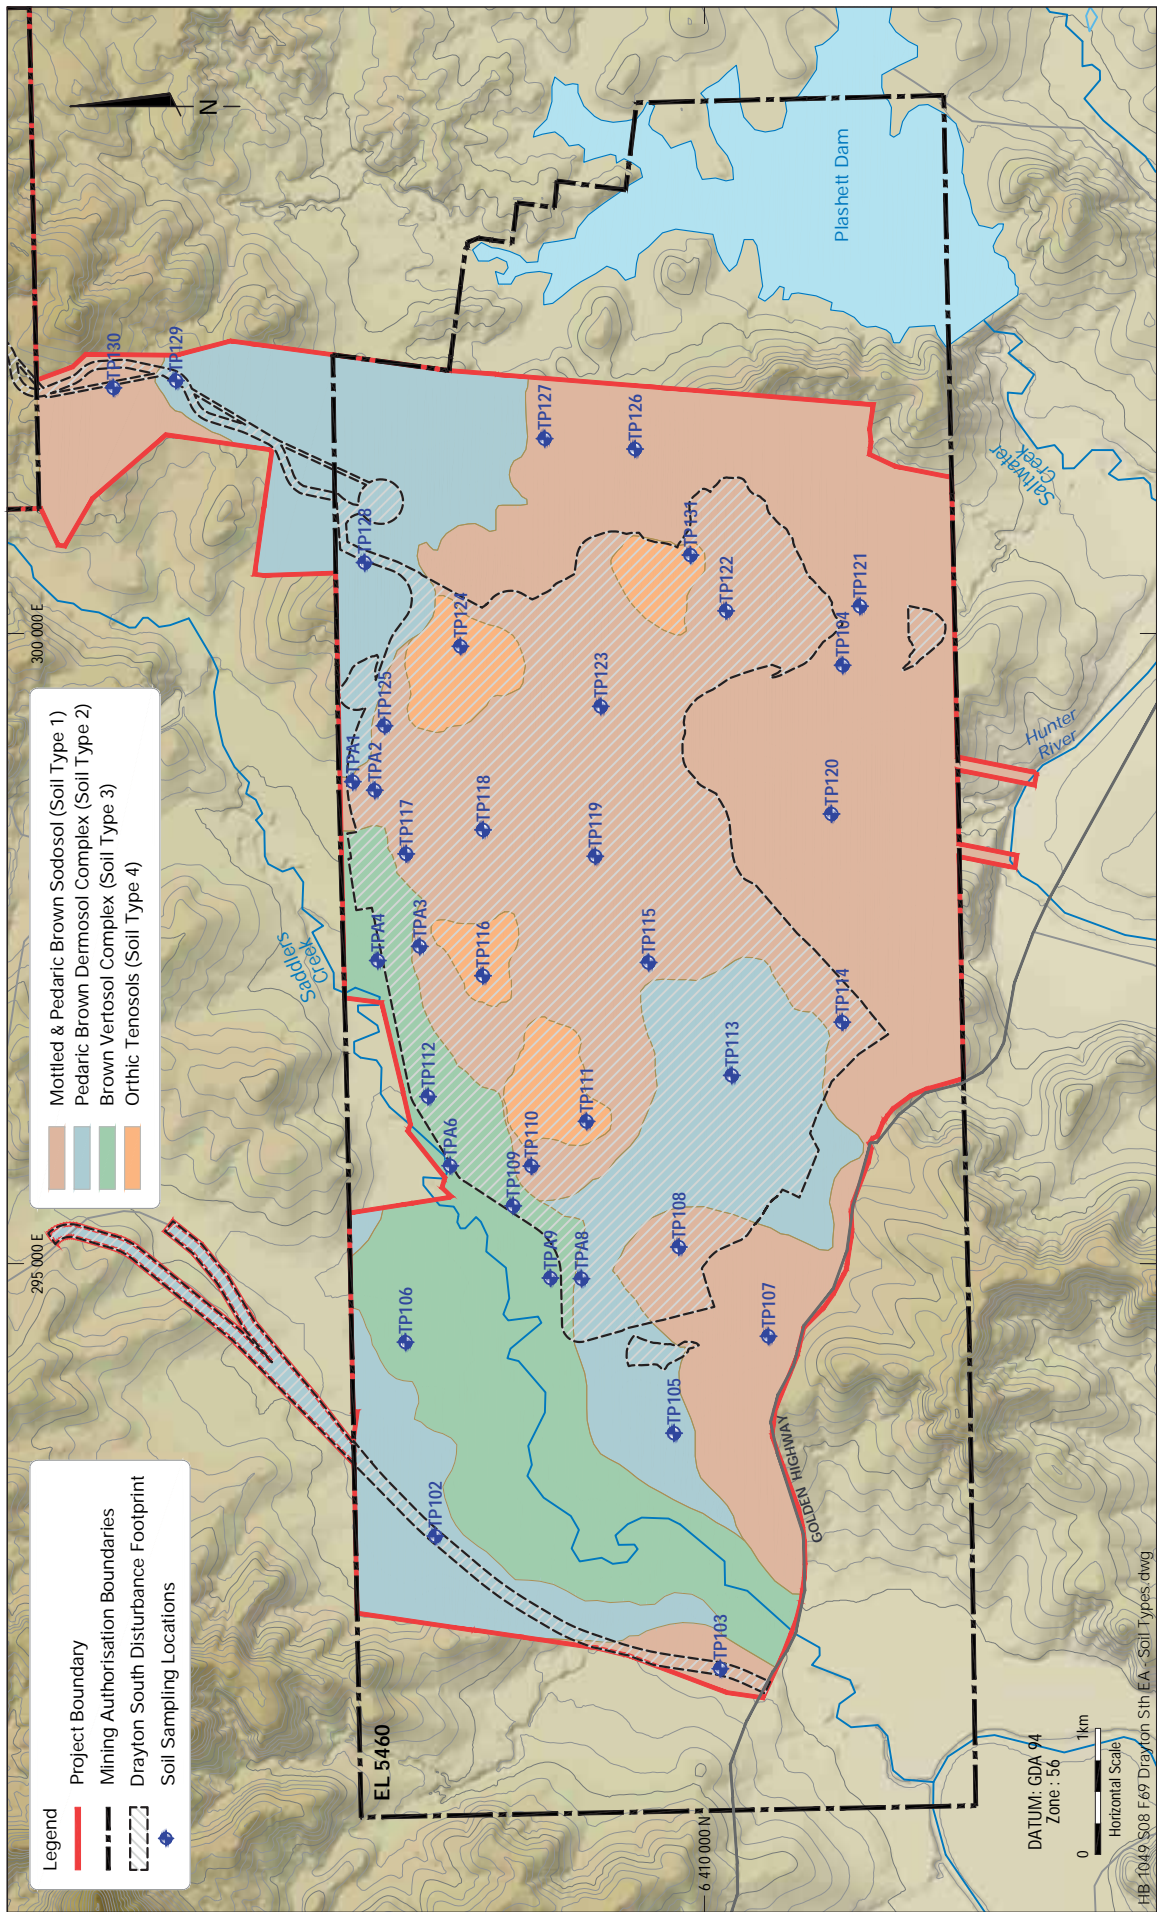 Legend
Project Boundary
Mining Authorisation Boundaries
Drayton South Disturbance Footprint
Soil Sampling Locations
Mottled & Pedaric Brown Sodosol (Soil Type 1)
Pedaric Brown Dermosol Complex (Soil Type 2)
Brown Vertosol Complex (Soil Type 3)
Orthic Tenosols (Soil Type 4)
295 000 E
300 000 E
N
EL 5460
TP130
TP129
TP128
TPA1
TPA2
TP125
TP124
TP117
TPA4
TPA3
TP118
TP116
TP112
TPA6
TP109
TP110
TP111
TPA9
TPA8
TP106
TP102
TP103
TP105
TP107
TP108
TP113
TP114
TP115
TP119
TP123
TP120
TP104
TP121
TP122
TP131
TP126
TP127
Saddlers
Creek
Plashett Dam
Saltwater
Creek
Hunter
River
GOLDEN HIGHWAY
6 410 000 N
DATUM: GDA 94
Zone : 56
0
1km
Horizontal Scale
HB 1049 S08 F69 Drayton Sth EA - Soil Types.dwg